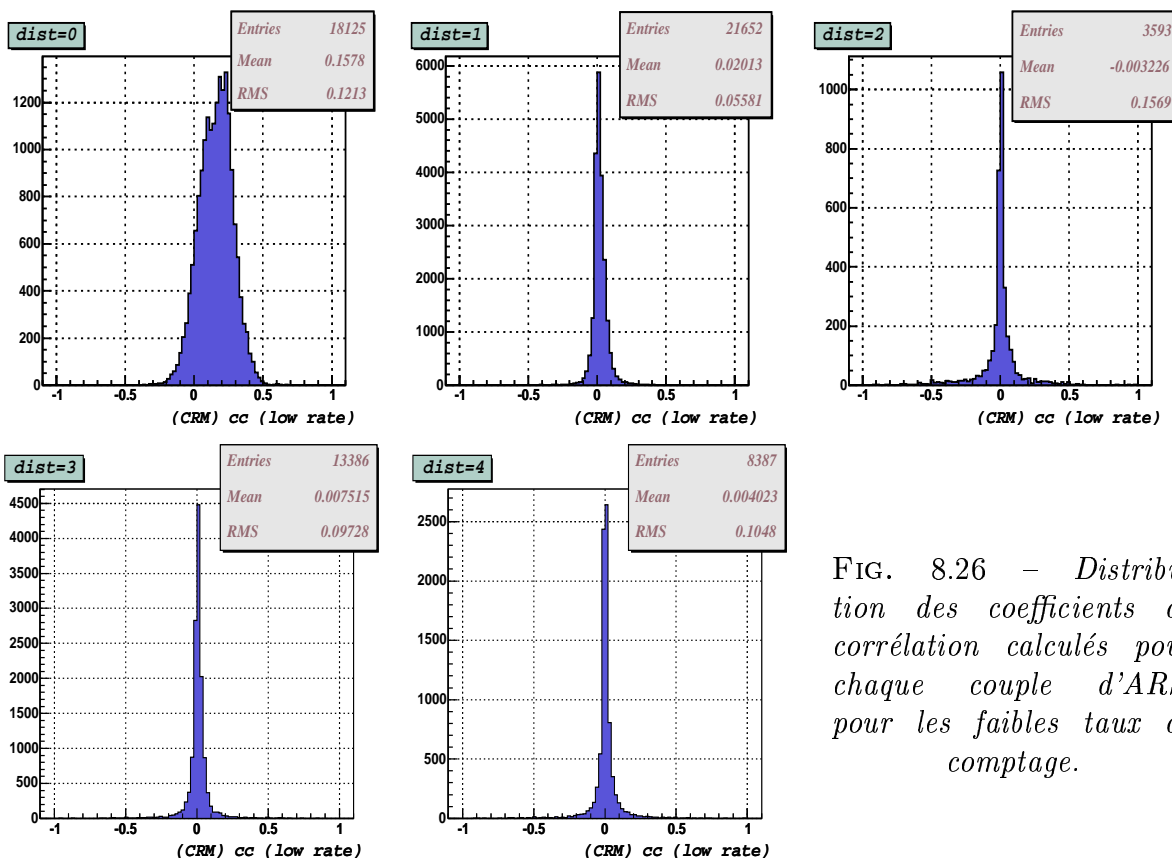 dist=0
Entries 18125
Mean 0.1578
RMS 0.1213
1200
1000
800
600
400
200
0
-1 -0.5 0 0.5 1
(CRM) cc (low rate)
dist=1
Entries 21652
Mean 0.02013
RMS 0.05581
6000
5000
4000
3000
2000
1000
0
-1 -0.5 0 0.5 1
(CRM) cc (low rate)
dist=2
Entries 3593
Mean -0.003226
RMS 0.1569
1000
800
600
400
200
0
-1 -0.5 0 0.5 1
(CRM) cc (low rate)
dist=3
Entries 13386
Mean 0.007515
RMS 0.09728
4500
4000
3500
3000
2500
2000
1500
1000
500
0
-1 -0.5 0 0.5 1
(CRM) cc (low rate)
dist=4
Entries 8387
Mean 0.004023
RMS 0.1048
2500
2000
1500
1000
500
0
-1 -0.5 0 0.5 1
(CRM) cc (low rate)
FIG. 8.26 – Distribu
tion des coefficients
corrélation calculés
chaque couple
pour les faibles taux
comptage.